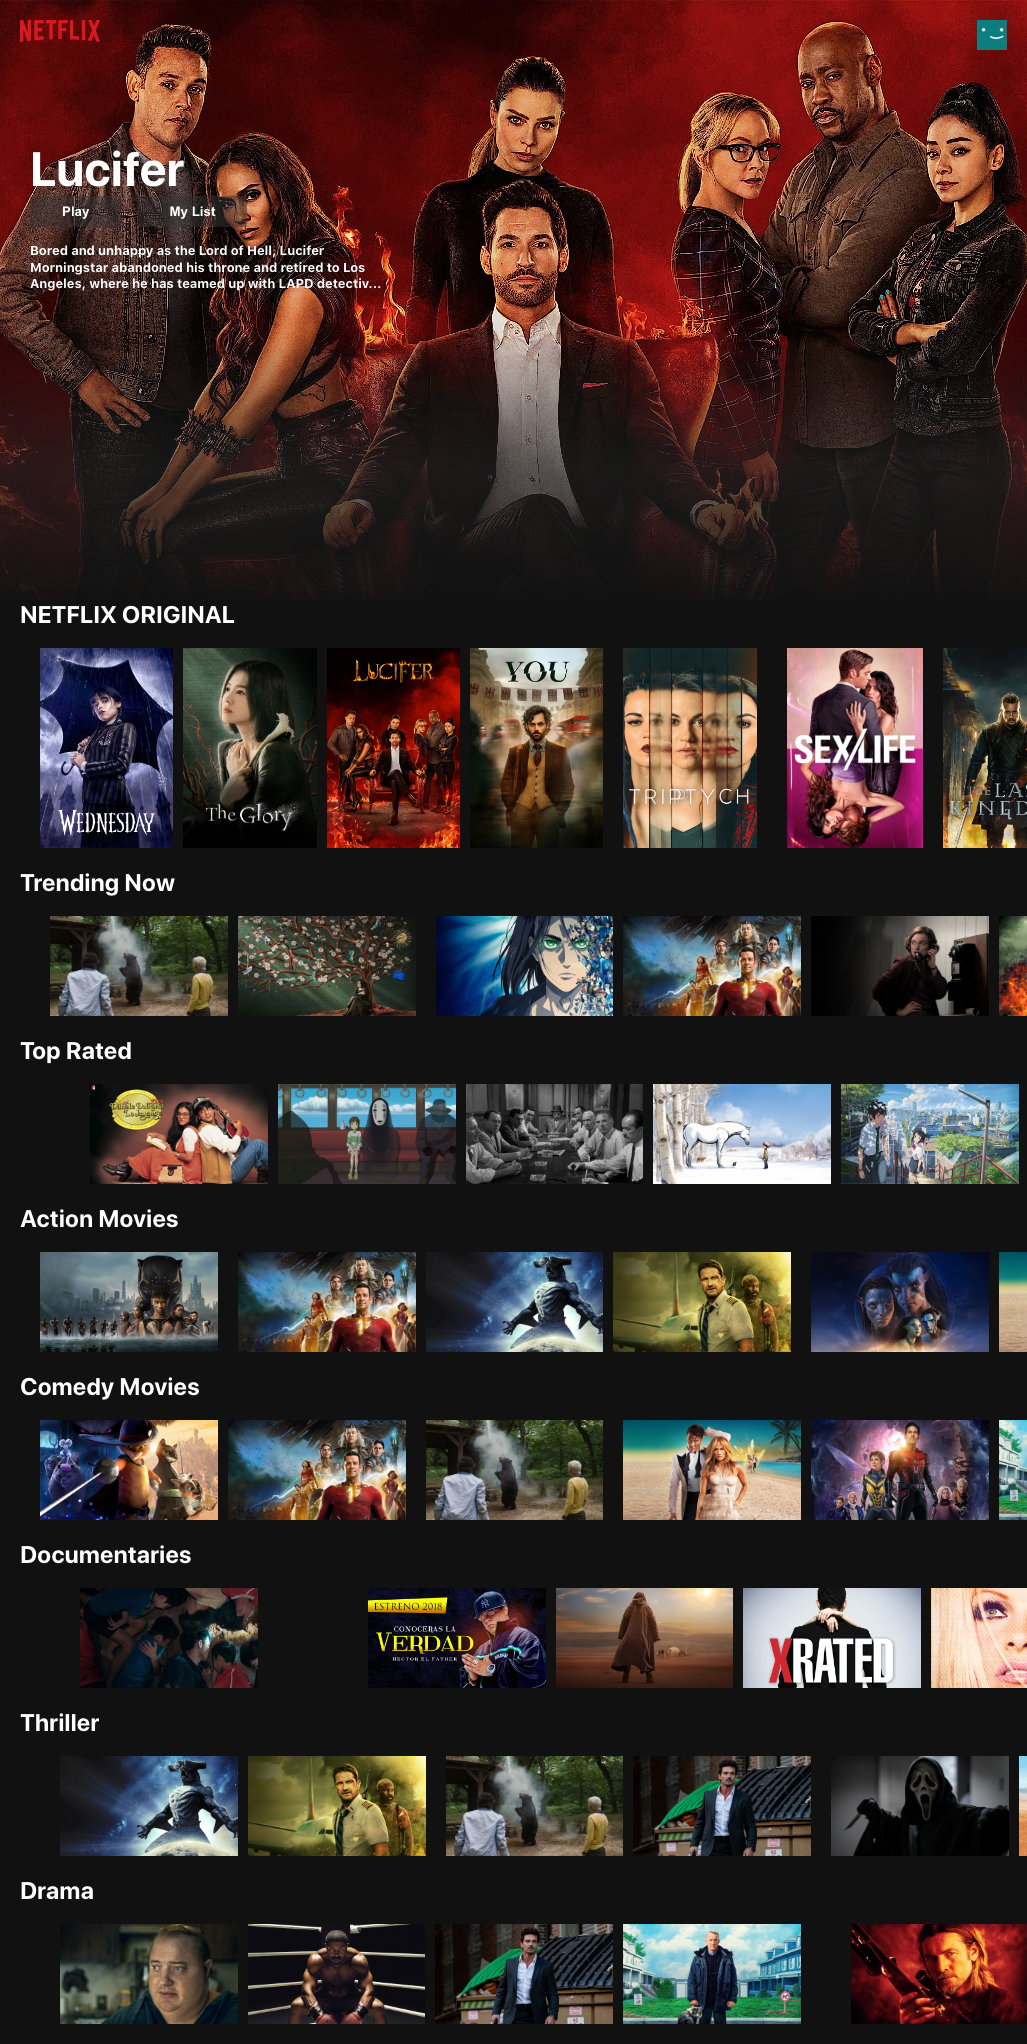 NETFLIX
Lucifer
Play
My List
Bored and unhappy as the Lord of Hell, Lucifer
Morningstar abandoned his throne and retired to Los
Angeles, where he has teamed up with LAPD detectiv...
NETFLIX ORIGINAL
WEDNESDAY
The Glory
LUCIFER
YOU
TRIPTYCH
SEX/LIFE
THE LAS
KINGD
Trending Now
Top Rated
Dilwale Dulhania
Le Jayenge
Action Movies
Comedy Movies
Documentaries
ESTRENO 2018
CONOCERAS LA
VERDAD
HECTOR EL FATHER
XRATED
Thriller
Drama